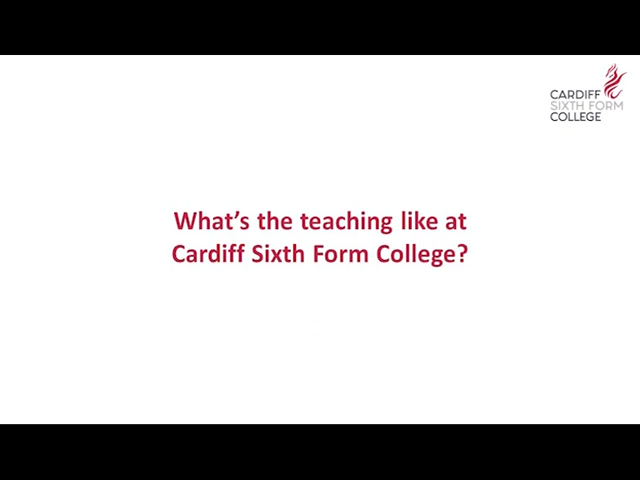 CARDIFF
SIXTH FORM
COLLEGE
What's the teaching like at
Cardiff Sixth Form College?